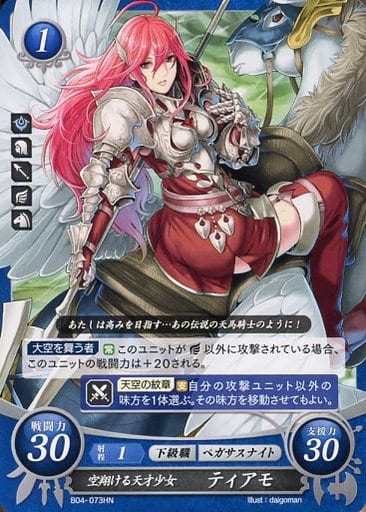 1
あたしは高みを目指す…あの伝説の天馬騎士のように!
大空を舞う者 常 このユニットが 以外に攻撃されている場合、
このユニットの戦闘力は+20される。
天空の紋章 支 自分の攻撃ユニット以外の
味方を1体選ぶ。その味方を移動させてもよい。
戦闘力 30
射程 1 下級職 ペガサスナイト
支援力 30
空翔ける天才少女 ティアモ
B04-073HN Illust:daigoman